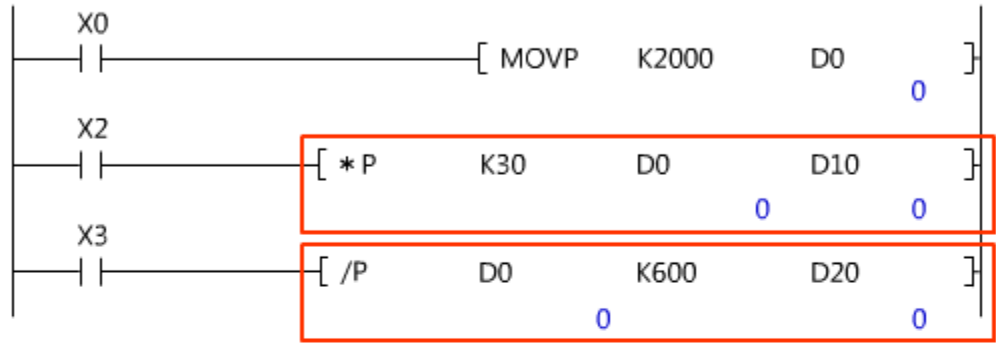 X0
[ MOVP K2000 D0 ]
0
X2
[ * P K30 D0 D10 ]
0 0
X3
[ /P D0 K600 D20 ]
0 0